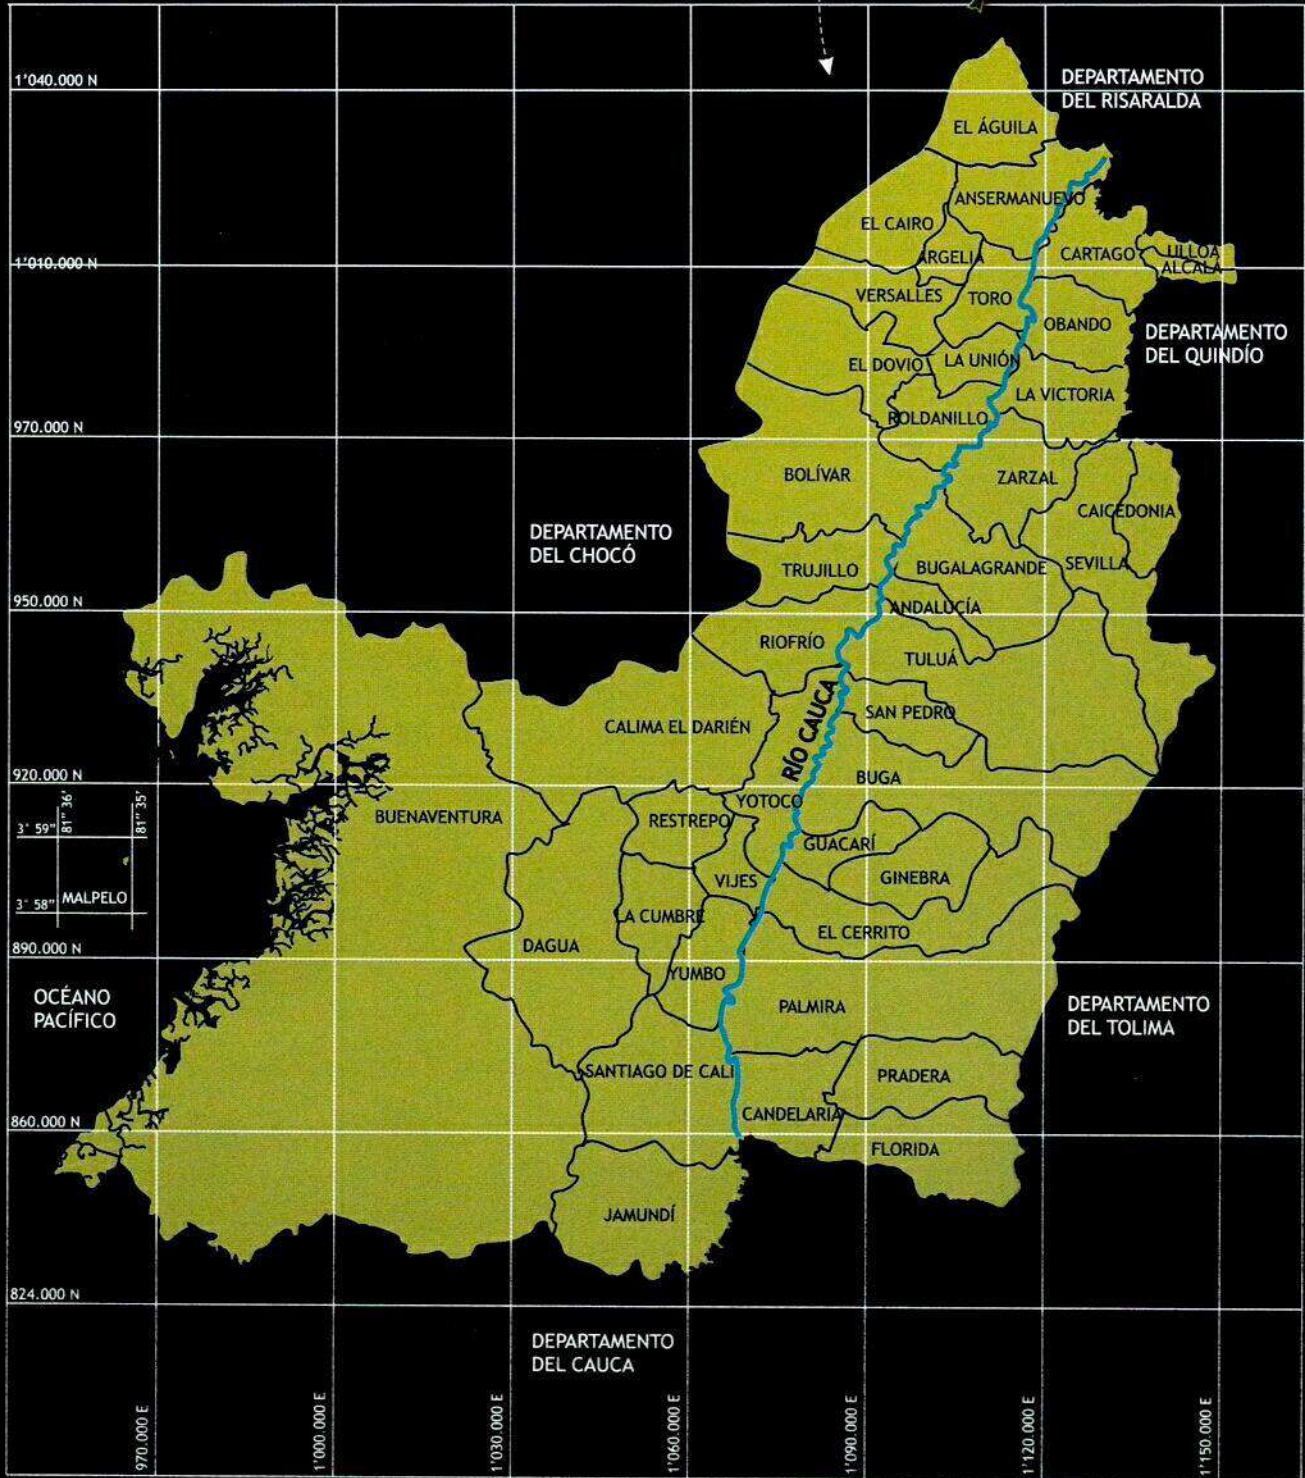 1'040.000 N
DEPARTAMENTO
DEL RISARALDA
EL ÁGUILA
ANSERMANUEVO
EL CAIRO
ARGELIA
CARTAGO
ULLOA
ALCALÁ
1'010.000 N
VERSALLES
TORO
OBANDO
DEPARTAMENTO
DEL QUINDÍO
EL DOVIO
LA UNIÓN
LA VICTORIA
ROLDANILLO
970.000 N
BOLÍVAR
ZARZAL
CAICEDONIA
DEPARTAMENTO
DEL CHOCÓ
TRUJILLO
BUGALAGRANDE
SEVILLA
950.000 N
ANDALUCÍA
RIOFRÍO
TULUÁ
SAN PEDRO
CALIMA EL DARIÉN
RÍO CAUCA
920.000 N
BUGA
YOTOCO
BUENAVENTURA
RESTREPO
81° 36'
81° 35'
3° 59"
GUACARÍ
VIJES
GINEBRA
MALPELO
3° 58"
LA CUMBRE
EL CERRITO
DAGUA
890.000 N
YUMBO
OCÉANO
PACÍFICO
PALMIRA
DEPARTAMENTO
DEL TOLIMA
SANTIAGO DE CALI
PRADERA
CANDELARIA
860.000 N
FLORIDA
JAMUNDÍ
824.000 N
DEPARTAMENTO
DEL CAUCA
970.000 E
1'000.000 E
1'030.000 E
1'060.000 E
1'090.000 E
1'120.000 E
1'150.000 E